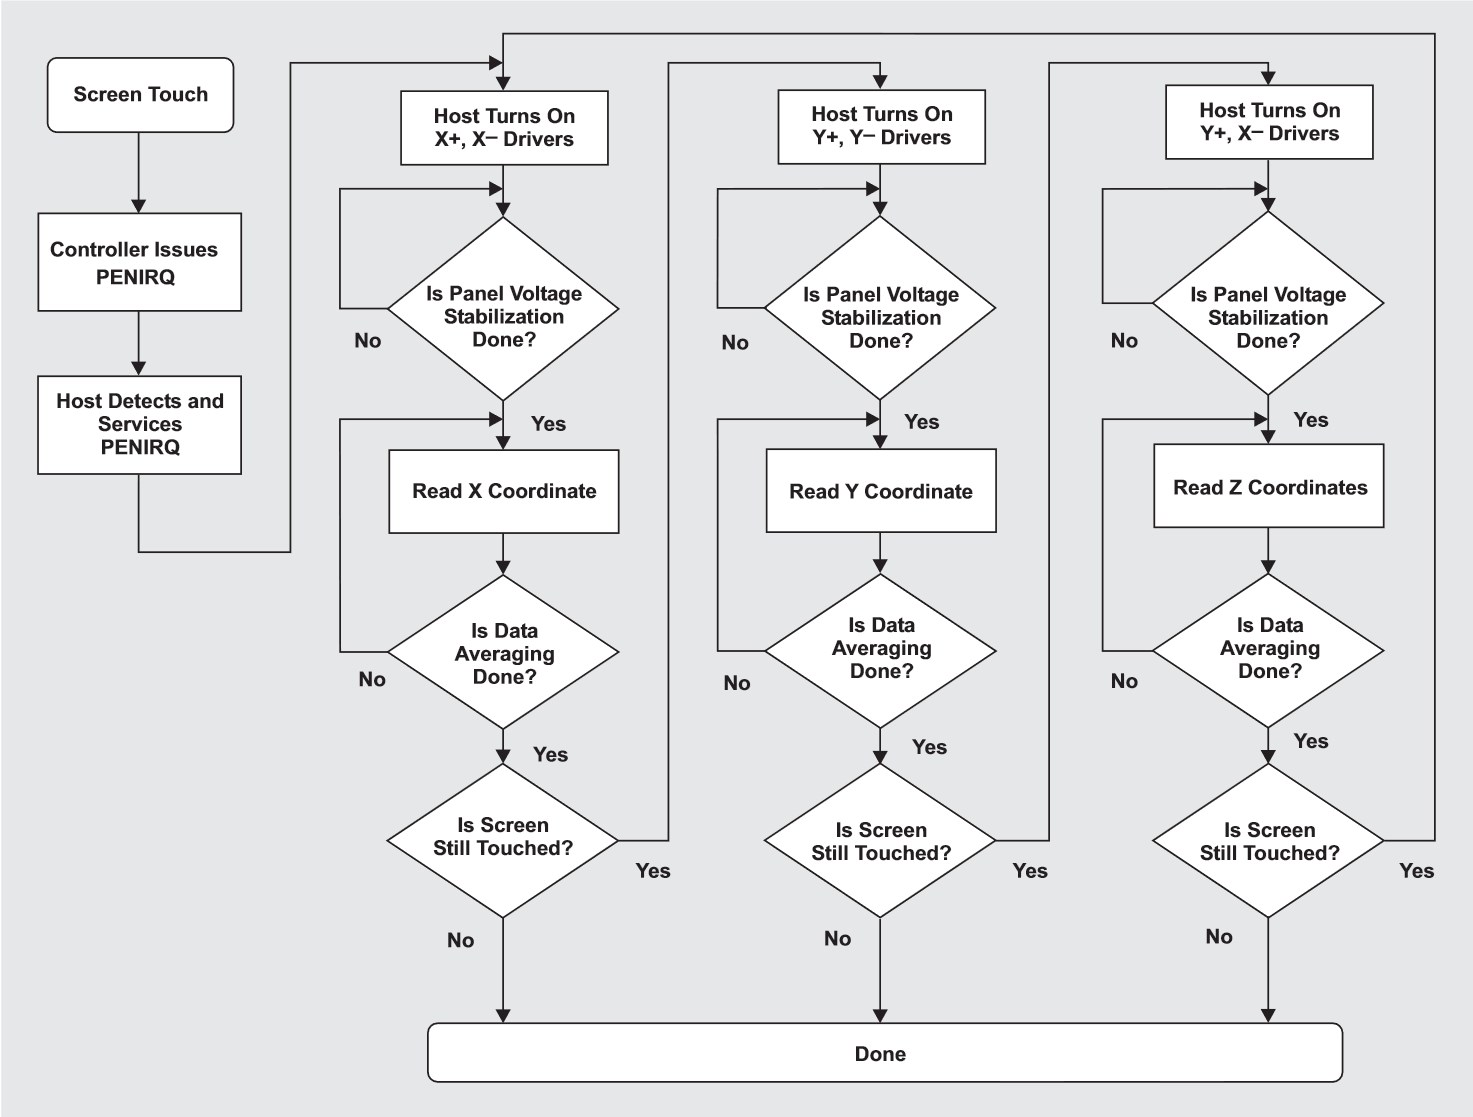 Screen Touch
Controller Issues
PENIRQ
Host Detects and
Services
PENIRQ
Host Turns On
X+, X– Drivers
Is Panel Voltage
Stabilization
Done?
No
Yes
Read X Coordinate
Is Data
Averaging
Done?
No
Yes
Is Screen
Still Touched?
Yes
No
Host Turns On
Y+, Y– Drivers
Is Panel Voltage
Stabilization
Done?
No
Yes
Read Y Coordinate
Is Data
Averaging
Done?
No
Yes
Is Screen
Still Touched?
Yes
No
Host Turns On
Y+, X– Drivers
Is Panel Voltage
Stabilization
Done?
No
Yes
Read Z Coordinates
Is Data
Averaging
Done?
No
Yes
Is Screen
Still Touched?
Yes
No
Done